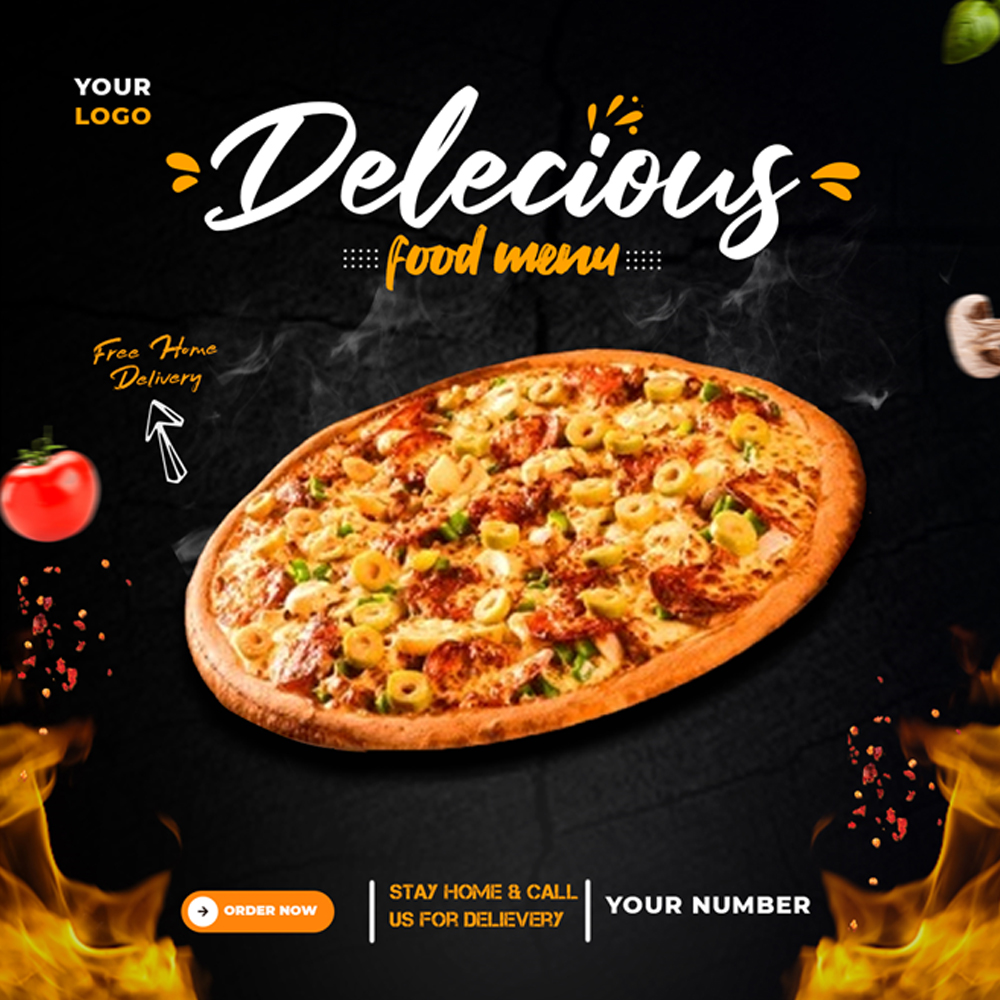 YOUR
LOGO
Delecious
food menu
Free Home
Delivery
ORDER NOW
STAY HOME & CALL
US FOR DELIEVERY
YOUR NUMBER